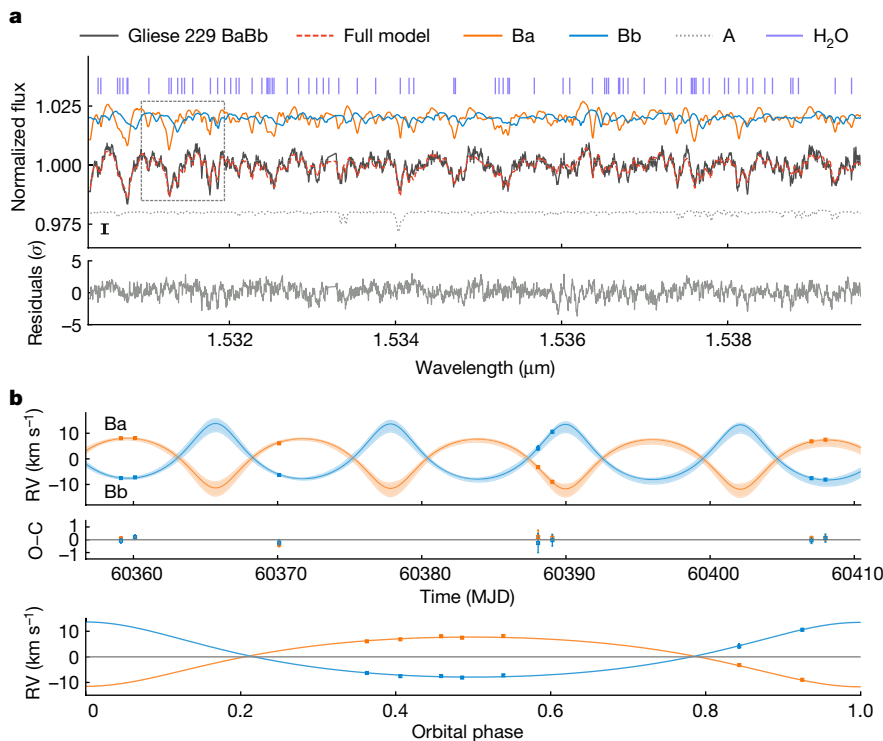 a
Gliese 229 BaBb Full model Ba Bb A H₂O
Normalized flux
1.025
1.000
0.975
Residuals (σ)
5
0
−5
1.532 1.534 1.536 1.538
Wavelength (μm)
b
RV (km s⁻¹)
10
0
−10
Ba
Bb
O–C
1
0
−1
60360 60370 60380 60390 60400 60410
Time (MJD)
RV (km s⁻¹)
10
0
−10
0 0.2 0.4 0.6 0.8 1.0
Orbital phase